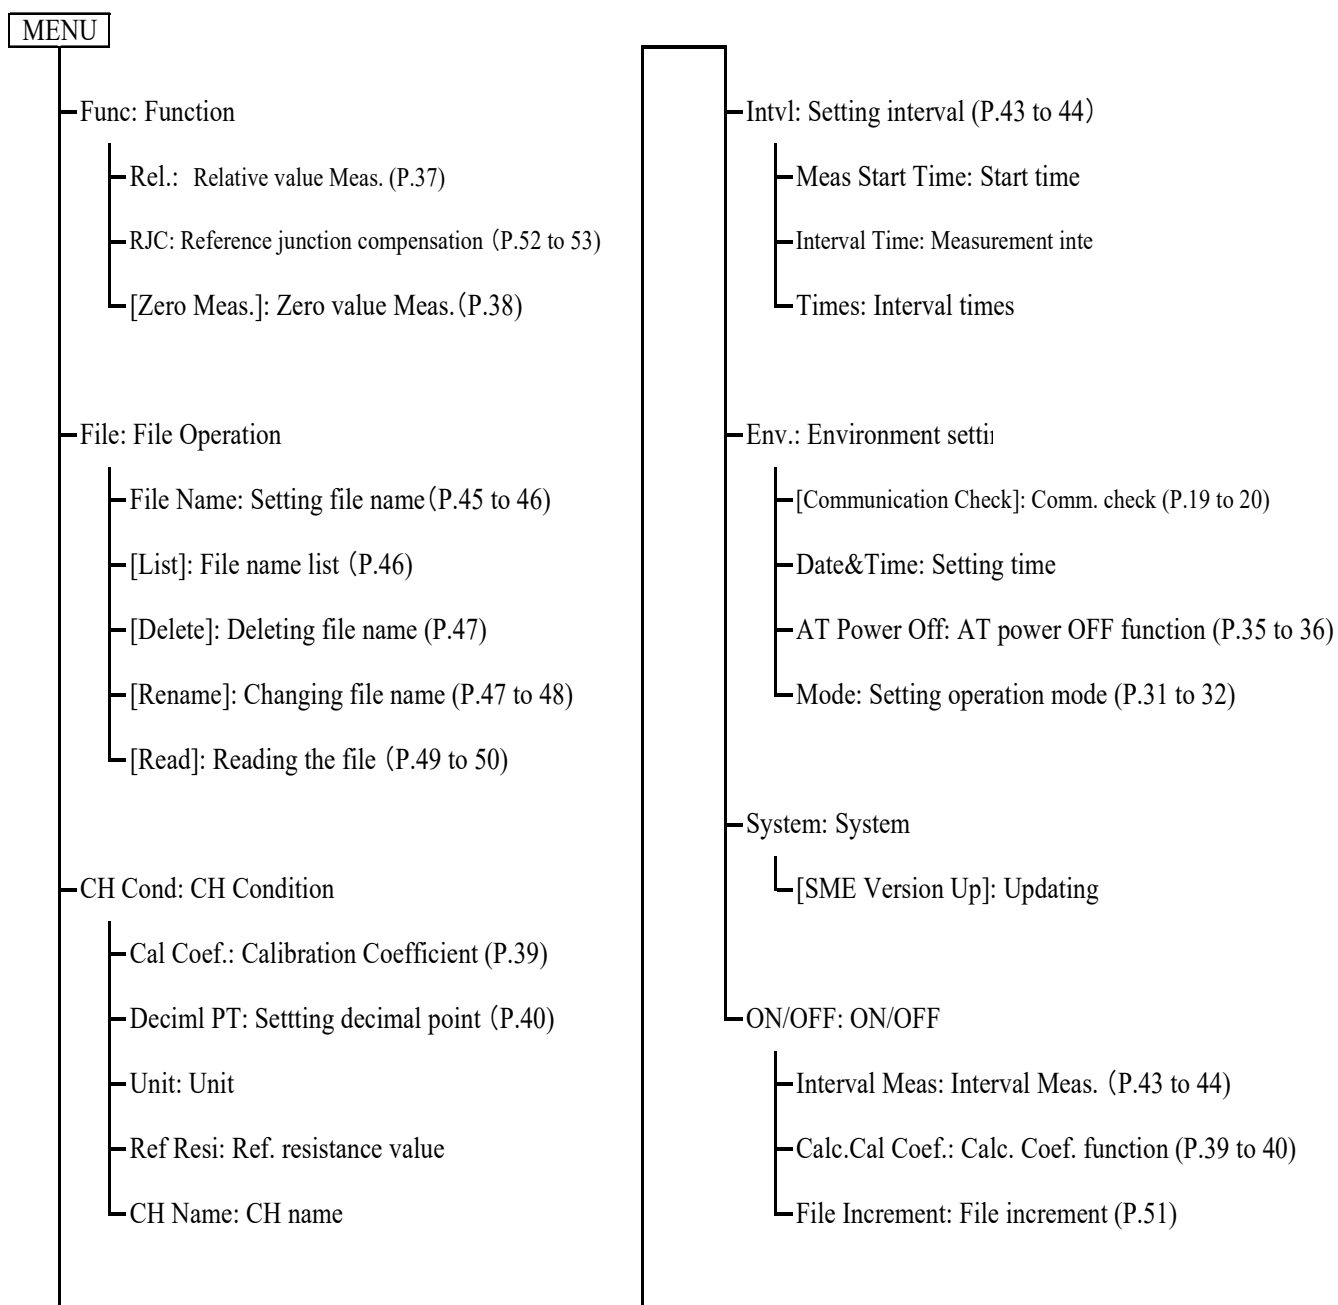 MENU
Func: Function
Rel.: Relative value Meas. (P.37)
RJC: Reference junction compensation (P.52 to 53)
[Zero Meas.]: Zero value Meas.(P.38)
File: File Operation
File Name: Setting file name(P.45 to 46)
[List]: File name list (P.46)
[Delete]: Deleting file name (P.47)
[Rename]: Changing file name (P.47 to 48)
[Read]: Reading the file (P.49 to 50)
CH Cond: CH Condition
Cal Coef.: Calibration Coefficient (P.39)
Deciml PT: Settting decimal point (P.40)
Unit: Unit
Ref Resi: Ref. resistance value
CH Name: CH name
Intvl: Setting interval (P.43 to 44)
Meas Start Time: Start time
Interval Time: Measurement inte
Times: Interval times
Env.: Environment setti
[Communication Check]: Comm. check (P.19 to 20)
Date&Time: Setting time
AT Power Off: AT power OFF function (P.35 to 36)
Mode: Setting operation mode (P.31 to 32)
System: System
[SME Version Up]: Updating
ON/OFF: ON/OFF
Interval Meas: Interval Meas. (P.43 to 44)
Calc.Cal Coef.: Calc. Coef. function (P.39 to 40)
File Increment: File increment (P.51)